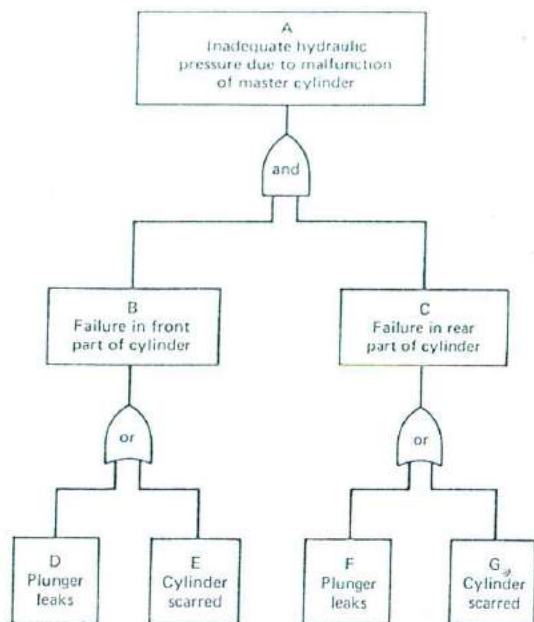 A
Inadequate hydraulic
pressure due to malfunction
of master cylinder
and
B
Failure in front
part of cylinder
C
Failure in rear
part of cylinder
or
or
D
Plunger
leaks
E
Cylinder
scarred
F
Plunger
leaks
G
Cylinder
scarred